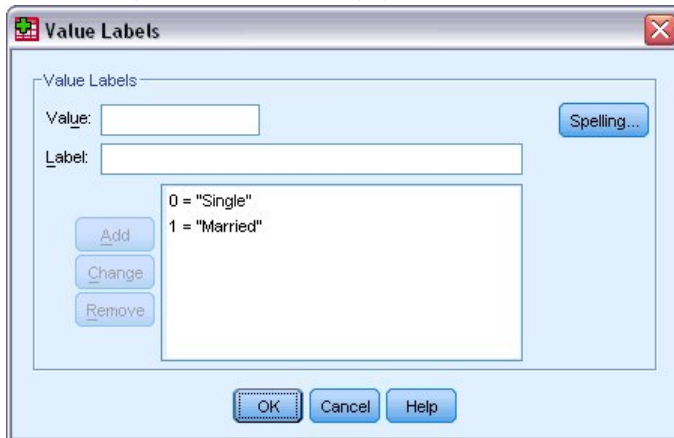 Value Labels
Value Labels
Value:
Spelling...
Label:
0 = "Single"
1 = "Married"
Add
Change
Remove
OK Cancel Help